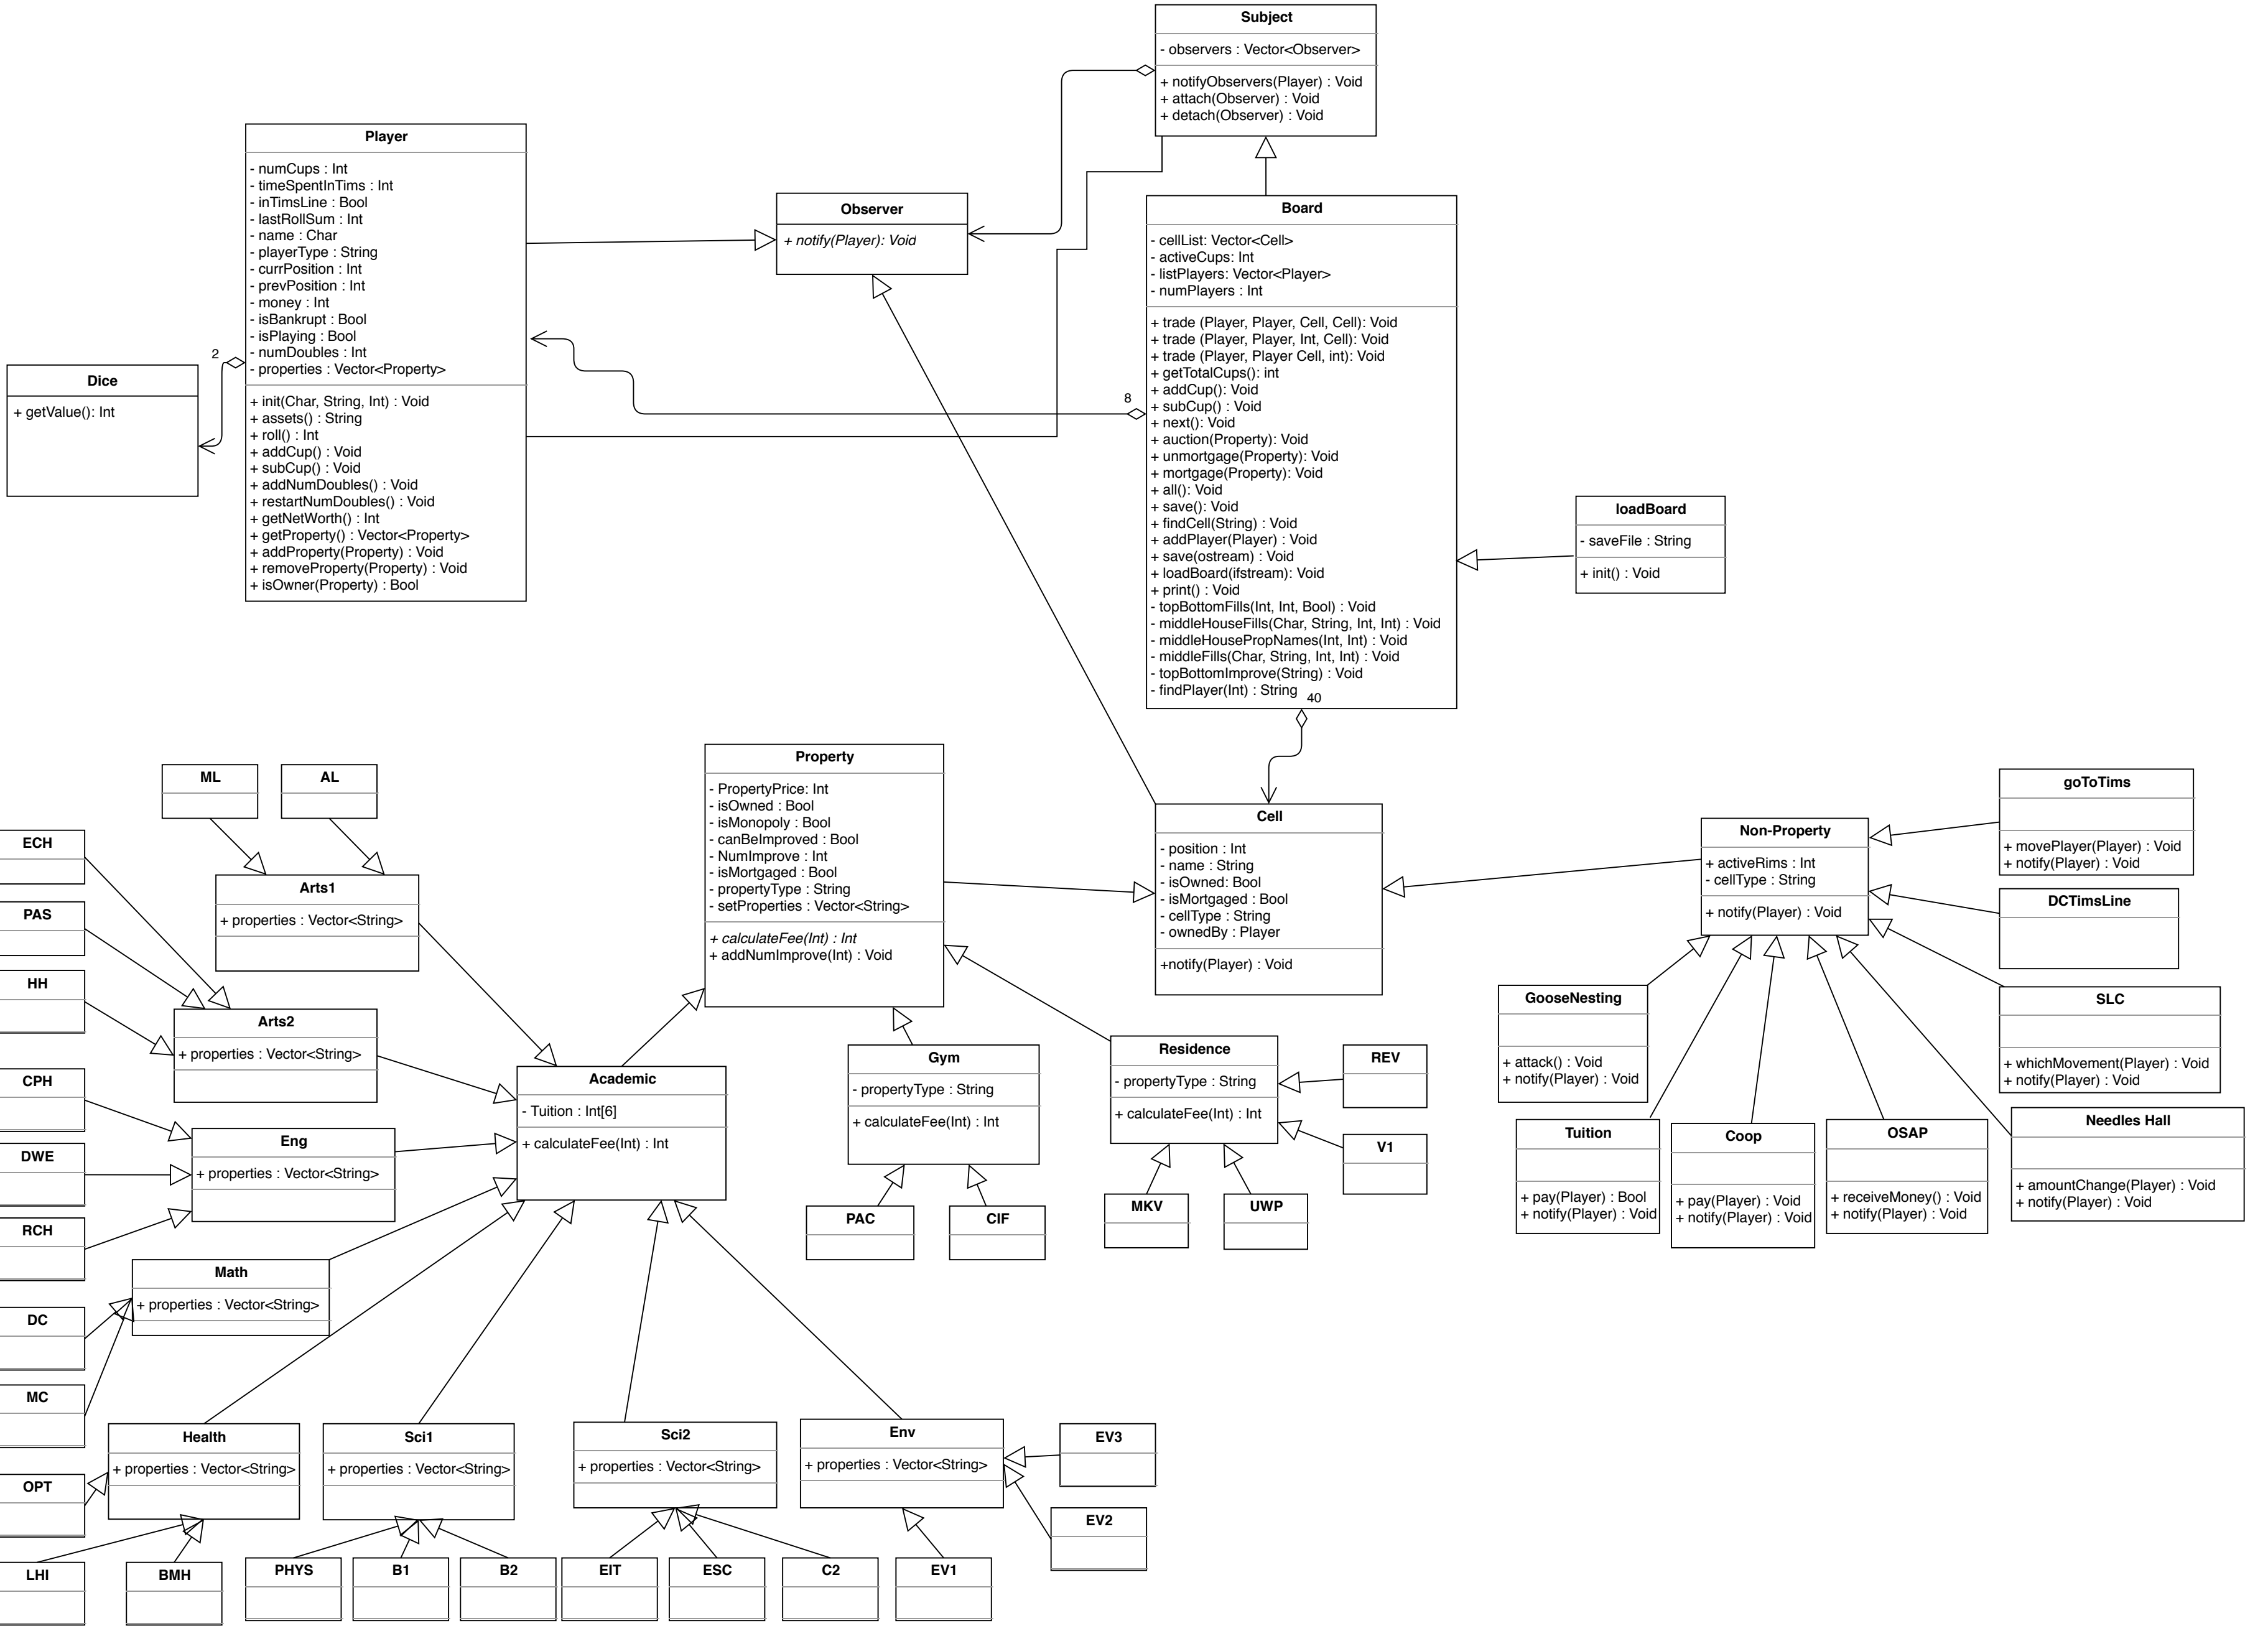 Subject
- observers : Vector<Observer>
+ notifyObservers(Player) : Void
+ attach(Observer) : Void
+ detach(Observer) : Void
Player
- numCups : Int
- timeSpentInTims : Int
- inTimsLine : Bool
- lastRollSum : Int
- name : Char
- playerType : String
- currPosition : Int
- prevPosition : Int
- money : Int
- isBankrupt : Bool
- isPlaying : Bool
- numDoubles : Int
- properties : Vector<Property>
+ init(Char, String, Int) : Void
+ assets() : String
+ roll() : Int
+ addCup() : Void
+ subCup() : Void
+ addNumDoubles() : Void
+ restartNumDoubles() : Void
+ getNetWorth() : Int
+ getProperty() : Vector<Property>
+ addProperty(Property) : Void
+ removeProperty(Property) : Void
+ isOwner(Property) : Bool
Observer
+ notify(Player): Void
Board
- cellList: Vector<Cell>
- activeCups: Int
- listPlayers: Vector<Player>
- numPlayers : Int
+ trade (Player, Player, Cell, Cell): Void
+ trade (Player, Player, Int, Cell): Void
+ trade (Player, Player Cell, int): Void
+ getTotalCups(): int
+ addCup(): Void
+ subCup() : Void
+ next(): Void
+ auction(Property): Void
+ unmortgage(Property): Void
+ mortgage(Property): Void
+ all(): Void
+ save(): Void
+ findCell(String) : Void
+ addPlayer(Player) : Void
+ save(ostream) : Void
+ loadBoard(ifstream): Void
+ print() : Void
- topBottomFills(Int, Int, Bool) : Void
- middleHouseFills(Char, String, Int, Int) : Void
- middleHousePropNames(Int, Int) : Void
- middleFills(Char, String, Int, Int) : Void
- topBottomImprove(String) : Void
- findPlayer(Int) : String
2
8
40
Dice
+ getValue(): Int
loadBoard
- saveFile : String
+ init() : Void
Property
- PropertyPrice: Int
- isOwned : Bool
- isMonopoly : Bool
- canBeImproved : Bool
- NumImprove : Int
- isMortgaged : Bool
- propertyType : String
- setProperties : Vector<String>
+ calculateFee(Int) : Int
+ addNumImprove(Int) : Void
Cell
- position : Int
- name : String
- isOwned: Bool
- isMortgaged : Bool
- cellType : String
- ownedBy : Player
+notify(Player) : Void
Non-Property
+ activeRims : Int
- cellType : String
+ notify(Player) : Void
goToTims
+ movePlayer(Player) : Void
+ notify(Player) : Void
DCTimsLine
SLC
+ whichMovement(Player) : Void
+ notify(Player) : Void
GooseNesting
+ attack() : Void
+ notify(Player) : Void
Tuition
+ pay(Player) : Bool
+ notify(Player) : Void
Coop
+ pay(Player) : Void
+ notify(Player) : Void
OSAP
+ receiveMoney() : Void
+ notify(Player) : Void
Needles Hall
+ amountChange(Player) : Void
+ notify(Player) : Void
ML
AL
ECH
PAS
HH
Arts1
+ properties : Vector<String>
Arts2
+ properties : Vector<String>
Academic
- Tuition : Int[6]
+ calculateFee(Int) : Int
Gym
- propertyType : String
+ calculateFee(Int) : Int
Residence
- propertyType : String
+ calculateFee(Int) : Int
REV
V1
MKV
UWP
PAC
CIF
CPH
DWE
RCH
Eng
+ properties : Vector<String>
Math
+ properties : Vector<String>
DC
MC
OPT
LHI
BMH
Health
+ properties : Vector<String>
Sci1
+ properties : Vector<String>
Sci2
+ properties : Vector<String>
Env
+ properties : Vector<String>
EV3
EV2
PHYS
B1
B2
EIT
ESC
C2
EV1